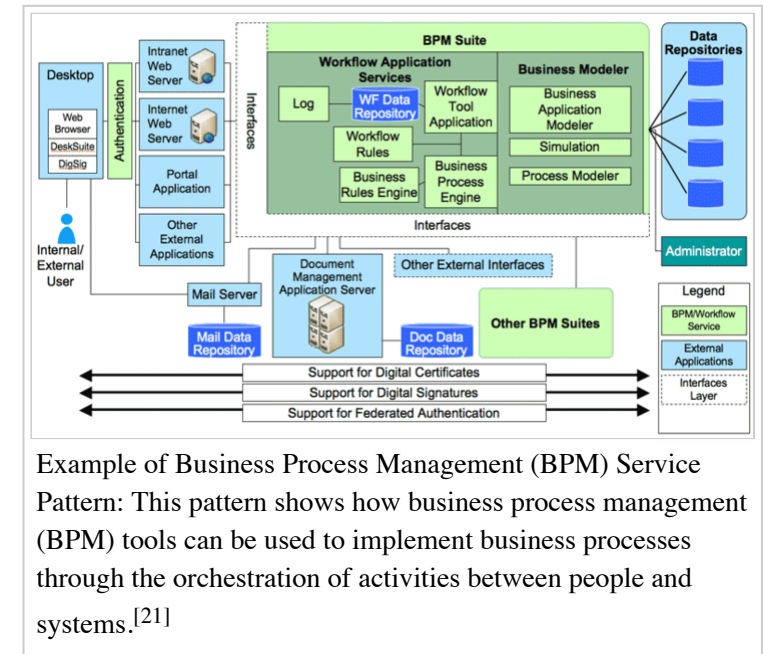 BPM Suite
Data
Repositories
Desktop
Web
Browser
DeskSuite
DigSig
Internal/
External
User
Authentication
Intranet
Web
Server
Internet
Web
Server
Portal
Application
Other
External
Applications
Interfaces
Workflow Application
Services
Log
WF Data
Repository
Workflow
Tool
Application
Workflow
Rules
Business
Rules Engine
Business
Process
Engine
Business Modeler
Business
Application
Modeler
Simulation
Process Modeler
Interfaces
Administrator
Mail Server
Mail Data
Repository
Document
Management
Application Server
Doc Data
Repository
Other External Interfaces
Other BPM Suites
Legend
BPM/Workflow
Service
External
Applications
Interfaces
Layer
Support for Digital Certificates
Support for Digital Signatures
Support for Federated Authentication
Example of Business Process Management (BPM) Service
Pattern: This pattern shows how business process management
(BPM) tools can be used to implement business processes
through the orchestration of activities between people and
systems.[21]